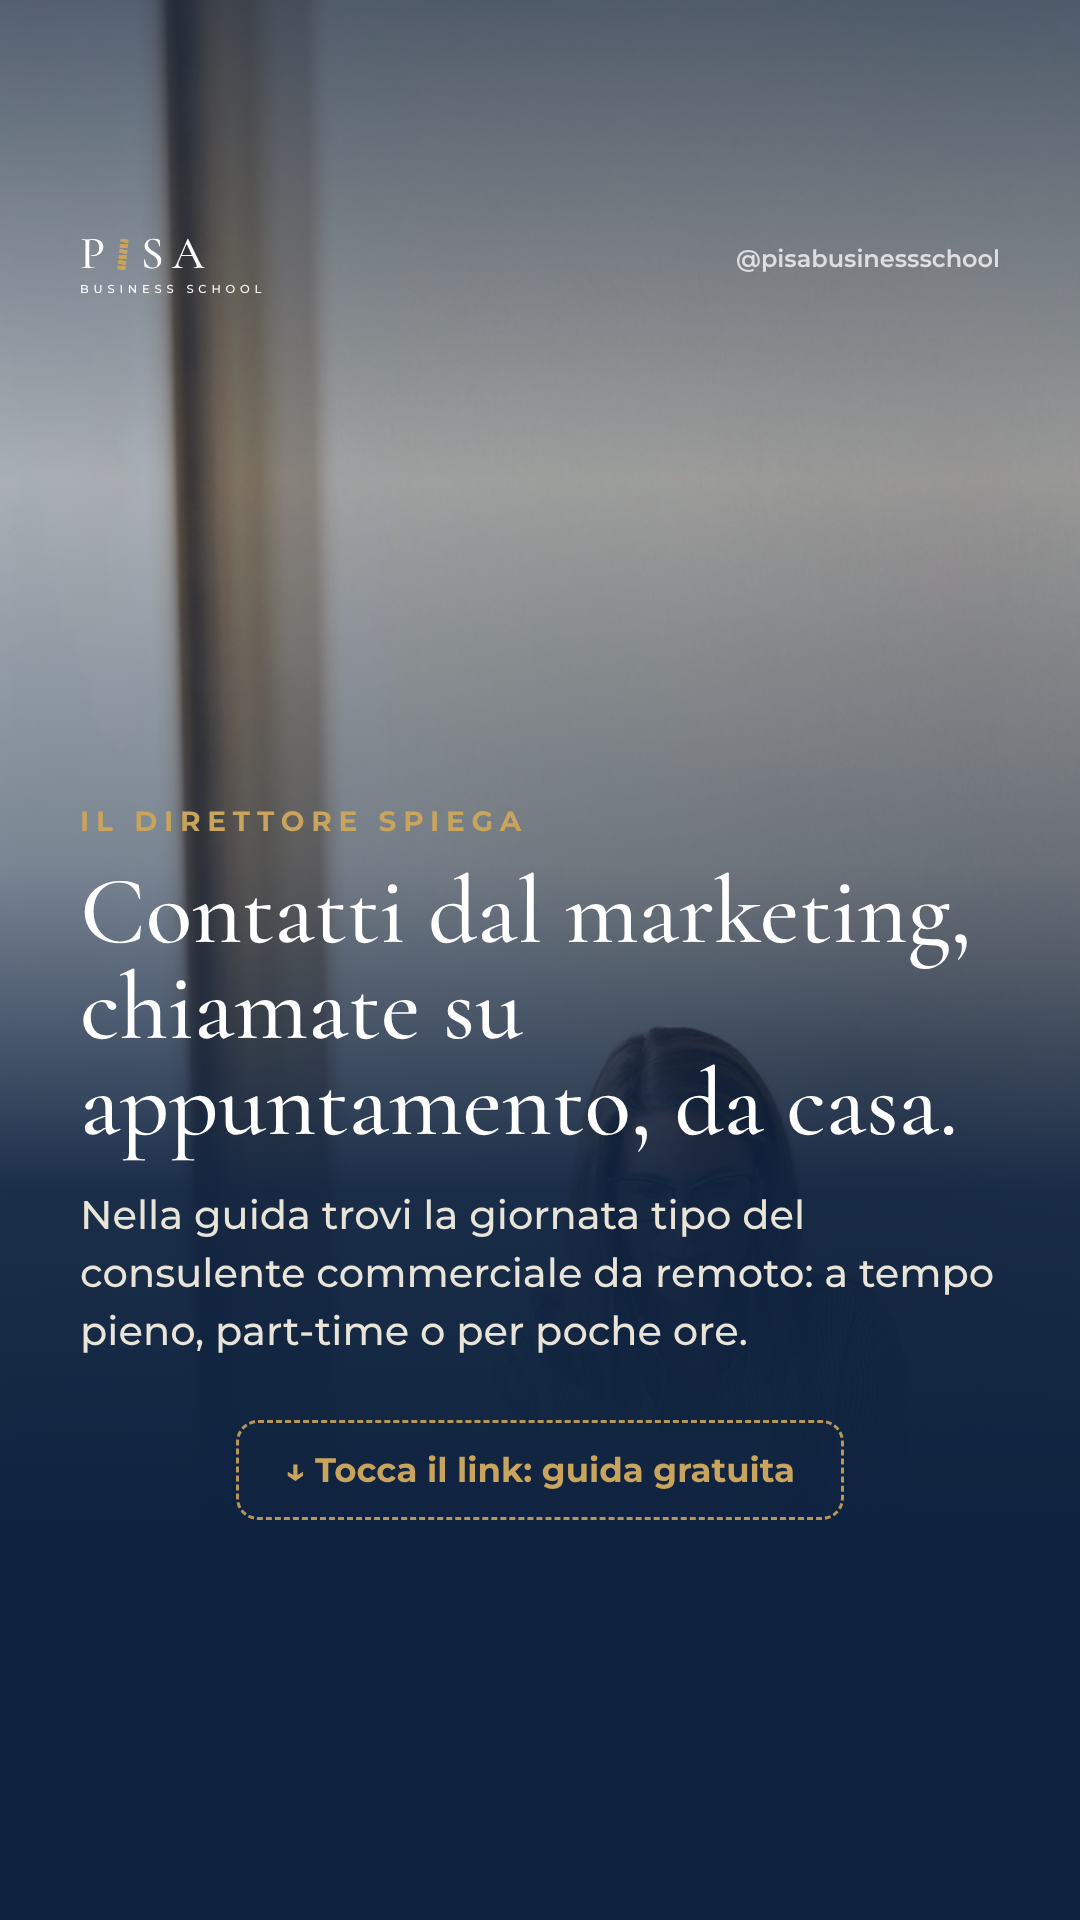 PISA
BUSINESS SCHOOL
@pisabusinessschool
IL DIRETTORE SPIEGA
Contatti dal marketing,
chiamate su
appuntamento, da casa.
Nella guida trovi la giornata tipo del
consulente commerciale da remoto: a tempo
pieno, part-time o per poche ore.
↓ Tocca il link: guida gratuita